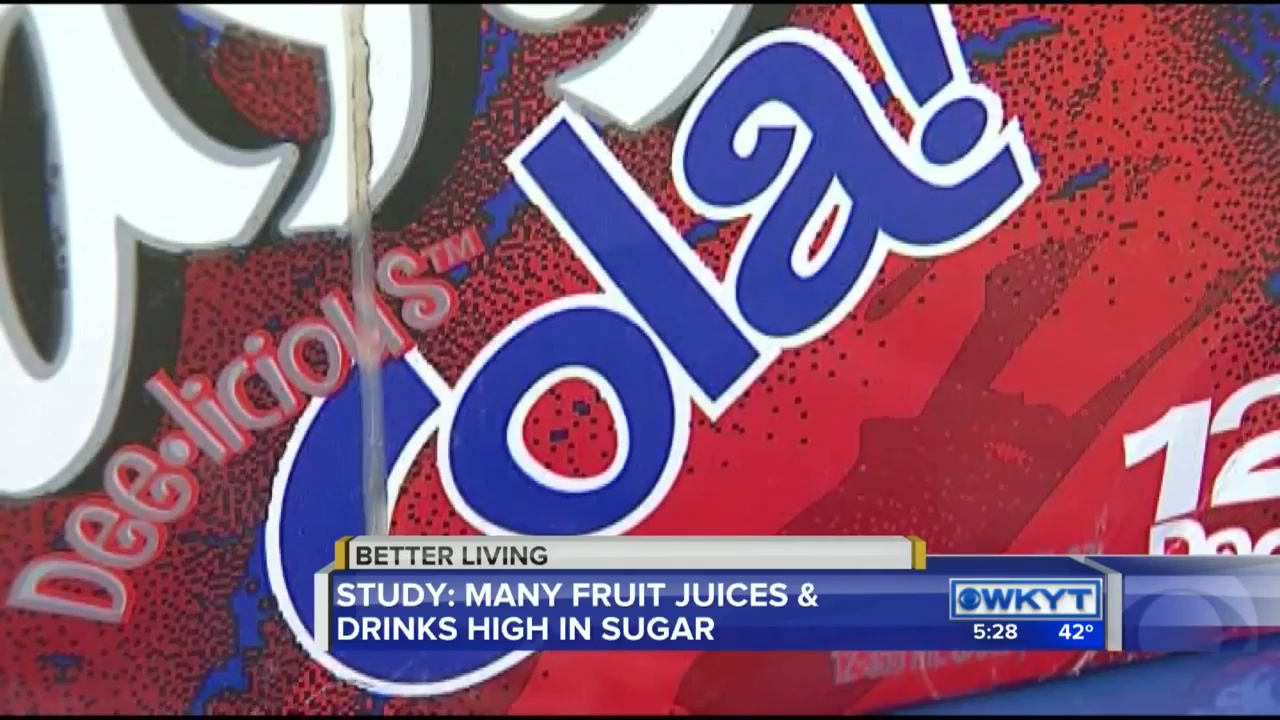 Dee•licious™
Cola!
12
BETTER LIVING
STUDY: MANY FRUIT JUICES &
DRINKS HIGH IN SUGAR
WKYT
5:28 42°